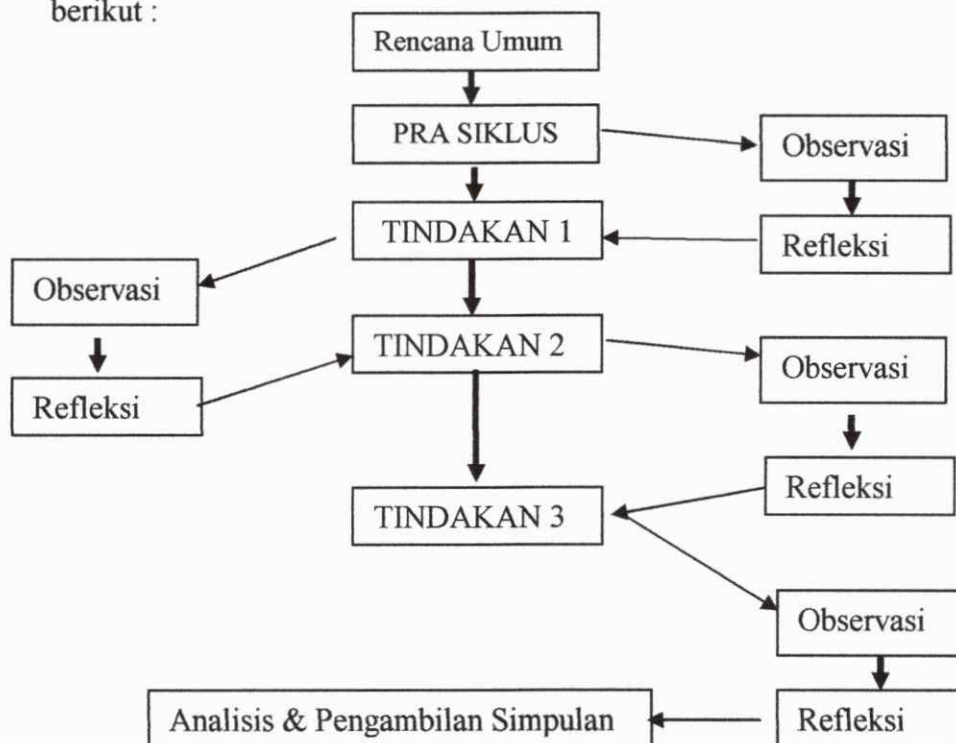 berikut :
Rencana Umum
PRA SIKLUS
Observasi
TINDAKAN 1
Refleksi
Observasi
TINDAKAN 2
Observasi
Refleksi
Refleksi
TINDAKAN 3
Observasi
Analisis & Pengambilan Simpulan
Refleksi